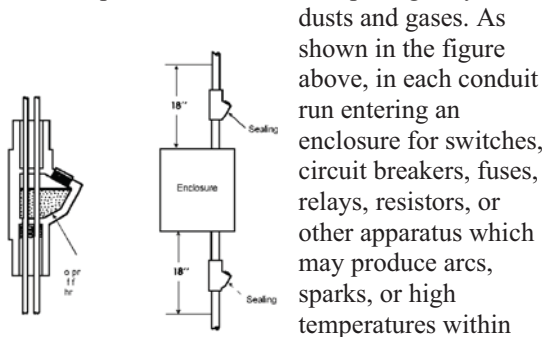 dusts and gases. As
shown in the figure
above, in each conduit
run entering an
enclosure for switches,
circuit breakers, fuses,
relays, resistors, or
other apparatus which
may produce arcs,
sparks, or high
temperatures within
18"
Sealing
Enclosure
18"
Sealing
o pr
f f
hr